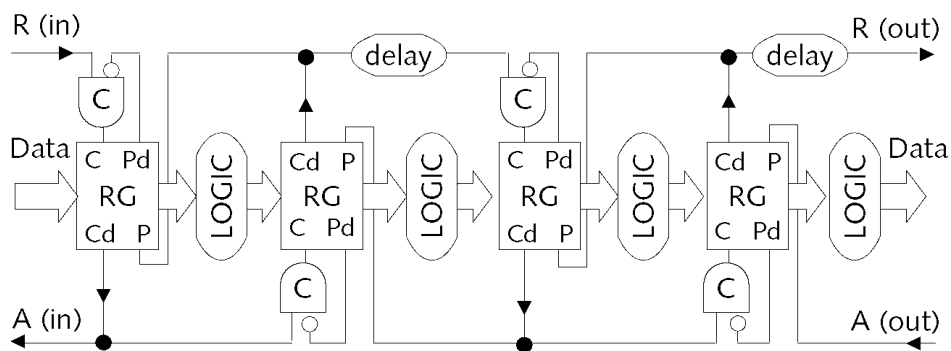 R (in)
delay
delay
R (out)
C
C
Data
C Pd
RG
Cd P
LOGIC
Cd P
RG
C Pd
LOGIC
C Pd
RG
Cd P
LOGIC
Cd P
RG
C Pd
LOGIC
Data
C
C
A (in)
A (out)